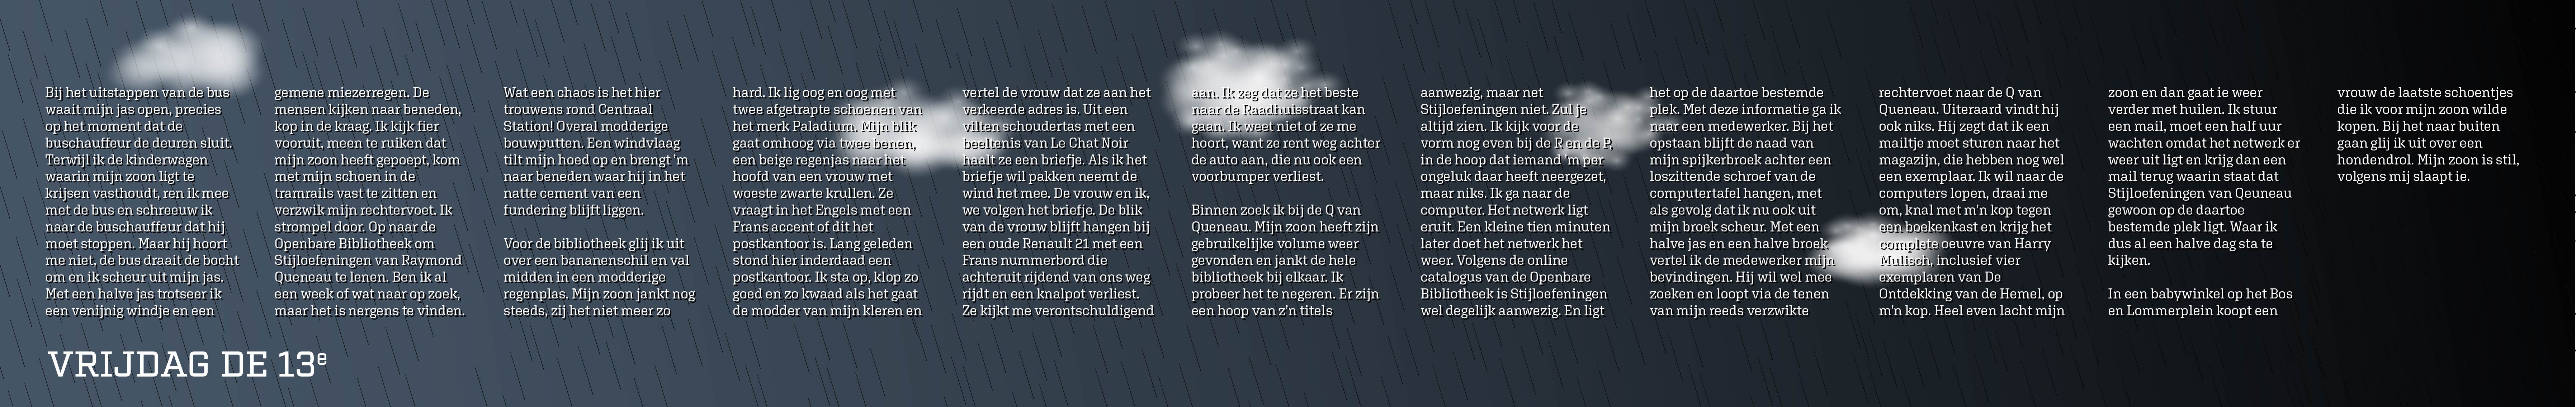 Bij het uitstappen van de bus
waait mijn jas open, precies
op het moment dat de
buschauffeur de deuren sluit.
Terwijl ik de kinderwagen
waarin mijn zoon ligt te
krijsen vasthoudt, ren ik mee
met de bus en schreeuw ik
naar de buschauffeur dat hij
moet stoppen. Maar hij hoort
me niet, de bus draait de bocht
om en ik scheur uit mijn jas.
Met een halve jas trotseer ik
een venijnig windje en een
gemene miezerregen. De
mensen kijken naar beneden,
kop in de kraag. Ik kijk fier
vooruit, meen te ruiken dat
mijn zoon heeft gepoept, kom
met mijn schoen in de
tramrails vast te zitten en
verzwik mijn rechtervoet. Ik
strompel door. Op naar de
Openbare Bibliotheek om
Stijloefeningen van Raymond
Queneau te lenen. Ben ik al
een week of wat naar op zoek,
maar het is nergens te vinden.
Wat een chaos is het hier
trouwens rond Centraal
Station! Overal modderige
bouwputten. Een windvlaag
tilt mijn hoed op en brengt 'm
naar beneden waar hij in het
natte cement van een
fundering blijft liggen.
Voor de bibliotheek glij ik uit
over een bananenschil en val
midden in een modderige
regenplas. Mijn zoon jankt nog
steeds, zij het niet meer zo
hard. Ik lig oog en oog met
twee afgetrapte schoenen van
het merk Paladium. Mijn blik
gaat omhoog via twee benen,
een beige regenjas naar het
hoofd van een vrouw met
woeste zwarte krullen. Ze
vraagt in het Engels met een
Frans accent of dit het
postkantoor is. Lang geleden
stond hier inderdaad een
postkantoor. Ik sta op, klop zo
goed en zo kwaad als het gaat
de modder van mijn kleren en
vertel de vrouw dat ze aan het
verkeerde adres is. Uit een
vilten schoudertas met een
beeltenis van Le Chat Noir
haalt ze een briefje. Als ik het
briefje wil pakken neemt de
wind het mee. De vrouw en ik,
we volgen het briefje. De blik
van de vrouw blijft hangen bij
een oude Renault 21 met een
Frans nummerbord die
achteruit rijdend van ons weg
rijdt en een knalpot verliest.
Ze kijkt me verontschuldigend
aan. Ik zeg dat ze het beste
naar de Raadhuisstraat kan
gaan. Ik weet niet of ze me
hoort, want ze rent weg achter
de auto aan, die nu ook een
voorbumper verliest.
Binnen zoek ik bij de Q van
Queneau. Mijn zoon heeft zijn
gebruikelijke volume weer
gevonden en jankt de hele
bibliotheek bij elkaar. Ik
probeer het te negeren. Er zijn
een hoop van z'n titels
aanwezig, maar net
Stijloefeningen niet. Zul je
altijd zien. Ik kijk voor de
vorm nog even bij de R en de P,
in de hoop dat iemand 'm per
ongeluk daar heeft neergezet,
maar niks. Ik ga naar de
computer. Het netwerk ligt
eruit. Een kleine tien minuten
later doet het netwerk het
weer. Volgens de online
catalogus van de Openbare
Bibliotheek is Stijloefeningen
wel degelijk aanwezig. En ligt
het op de daartoe bestemde
plek. Met deze informatie ga ik
naar een medewerker. Bij het
opstaan blijft de naad van
mijn spijkerbroek achter een
loszittende schroef van de
computertafel hangen, met
als gevolg dat ik nu ook uit
mijn broek scheur. Met een
halve jas en een halve broek
vertel ik de medewerker mijn
bevindingen. Hij wil wel mee
zoeken en loopt via de tenen
van mijn reeds verzwikte
rechtervoet naar de Q van
Queneau. Uiteraard vindt hij
ook niks. Hij zegt dat ik een
mailtje moet sturen naar het
magazijn, die hebben nog wel
een exemplaar. Ik wil naar de
computers lopen, draai me
om, knal met m'n kop tegen
een boekenkast en krijg het
complete oeuvre van Harry
Mulisch, inclusief vier
exemplaren van De
Ontdekking van de Hemel, op
m'n kop. Heel even lacht mijn
zoon en dan gaat ie weer
verder met huilen. Ik stuur
een mail, moet een half uur
wachten omdat het netwerk er
weer uit ligt en krijg dan een
mail terug waarin staat dat
Stijloefeningen van Qeuneau
gewoon op de daartoe
bestemde plek ligt. Waar ik
dus al een halve dag sta te
kijken.
In een babywinkel op het Bos
en Lommerplein koopt een
vrouw de laatste schoentjes
die ik voor mijn zoon wilde
kopen. Bij het naar buiten
gaan glij ik uit over een
hondendrol. Mijn zoon is stil,
volgens mij slaapt ie.
VRIJDAG DE 13e